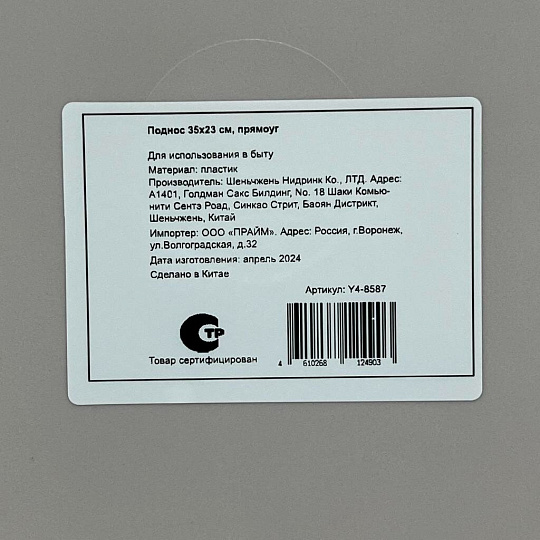 Поднос 35х23 см, прямоуг
Для использования в быту
Материал: пластик
Производитель: Шеньчжень Нидринк Ко., ЛТД. Адрес:
А1401, Голдман Сакс Билдинг, No. 18 Шаки Комью-
нити Сентэ Роад, Синкао Стрит, Баоян Дистрикт,
Шеньчжень, Китай
Импортер: ООО «ПРАЙМ». Адрес: Россия, г.Воронеж,
ул.Волгоградская, д.32
Дата изготовления: апрель 2024
Сделано в Китае
Артикул: Y4-8587
СТР
Товар сертифицирован
4 610268 124903